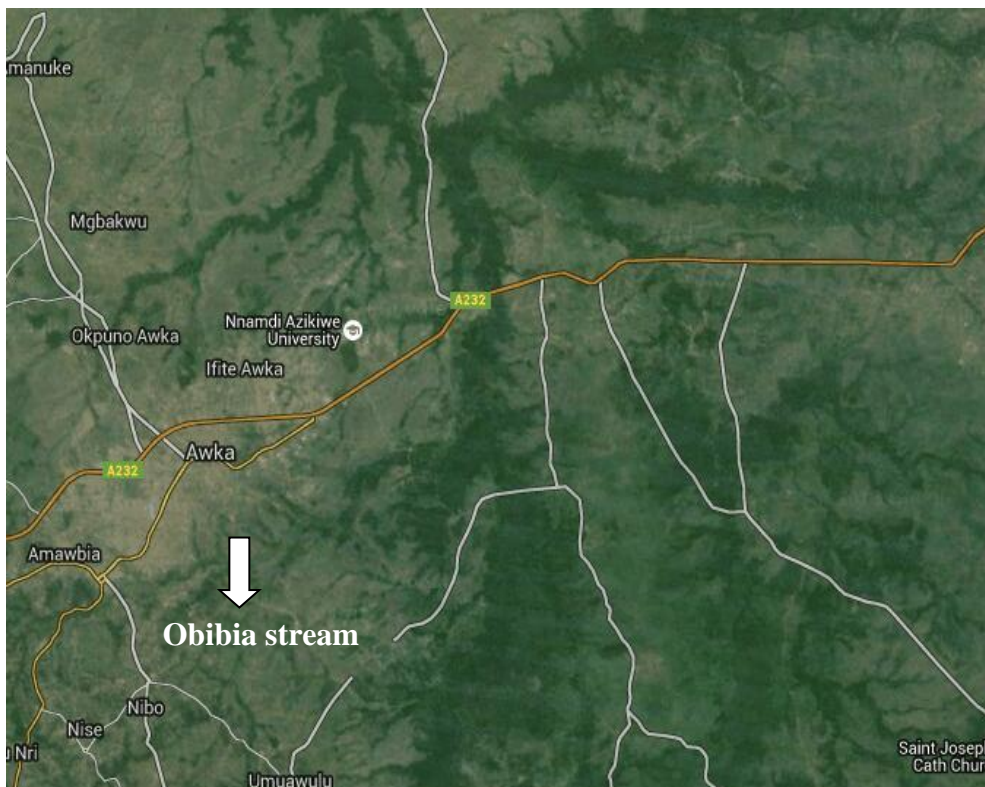 manuke
Mgbakwu
A232
Nnamdi Azikiwe
University
Okpuno Awka
Ifite Awka
Awka
A232
Amawbia
Obibia stream
Nibo
Nise
u Nri
Saint Josep
Cath Chur
Umuawulu